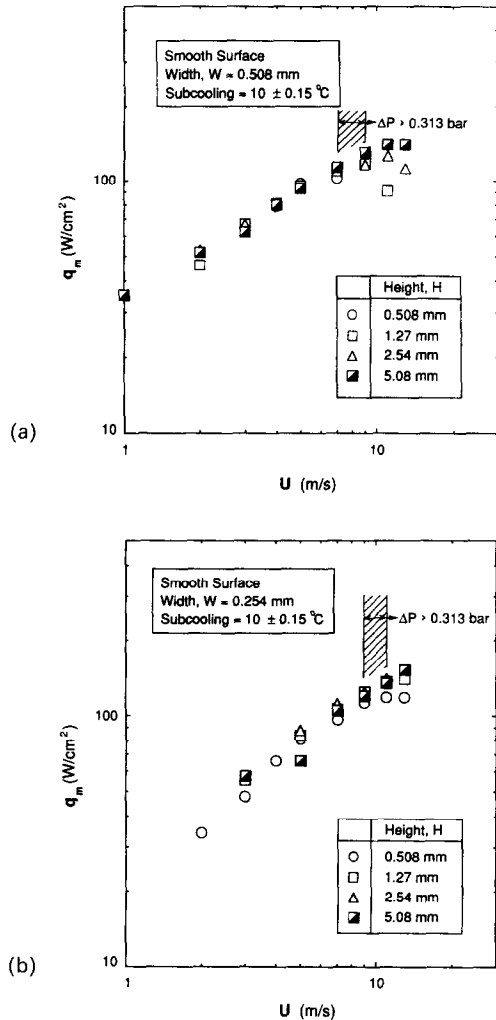 Smooth Surface
Width, W = 0.508 mm
Subcooling = 10 ± 0.15 °C
ΔP > 0.313 bar
100
q_m (W/cm²)
Height, H
0.508 mm
1.27 mm
2.54 mm
5.08 mm
(a)
10
1
10
U (m/s)
Smooth Surface
Width, W = 0.254 mm
Subcooling = 10 ± 0.15 °C
ΔP > 0.313 bar
100
q_m (W/cm²)
Height, H
0.508 mm
1.27 mm
2.54 mm
5.08 mm
(b)
10
1
10
U (m/s)